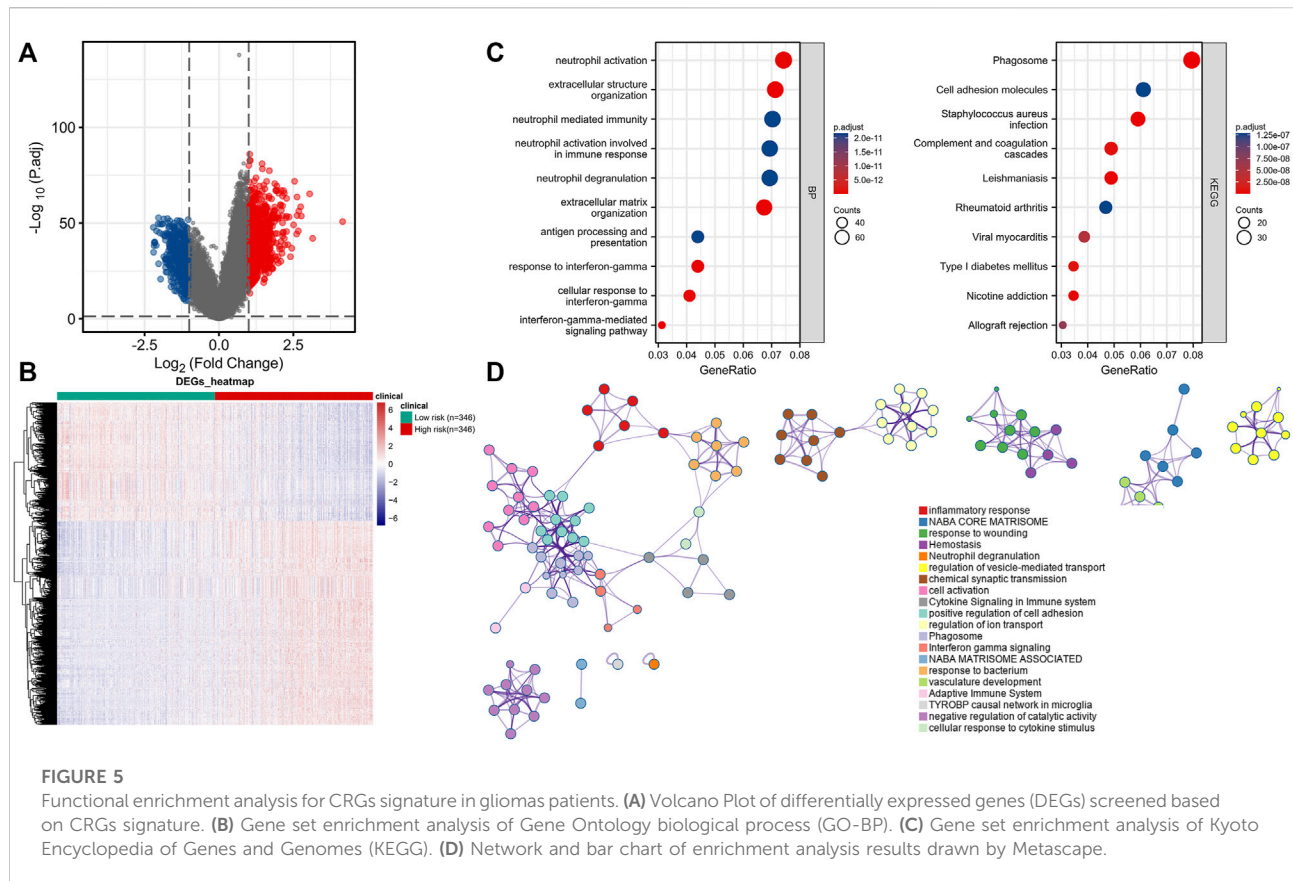 A
-Log 10 (P.adj)
100
50
0
-2.5
0.0
2.5
Log2 (Fold Change)
B
DEGs_heatmap
clinical
6
4
2
0
-2
-4
-6
clinical
Low risk (n=346)
High risk(n=346)
C
neutrophil activation
extracellular structure
organization
neutrophil mediated immunity
neutrophil activation involved
in immune response
neutrophil degranulation
extracellular matrix
organization
antigen processing and
presentation
response to interferon-gamma
cellular response to
interferon-gamma
interferon-gamma-mediated
signaling pathway
0.03 0.04 0.05 0.06 0.07 0.08
GeneRatio
BP
p.adjust
2.0e-11
1.5e-11
1.0e-11
5.0e-12
Counts
40
60
Phagosome
Cell adhesion molecules
Staphylococcus aureus
infection
Complement and coagulation
cascades
Leishmaniasis
Rheumatoid arthritis
Viral myocarditis
Type I diabetes mellitus
Nicotine addiction
Allograft rejection
0.03 0.04 0.05 0.06 0.07 0.08
GeneRatio
KEGG
p.adjust
1.25e-07
1.00e-07
7.50e-08
5.00e-08
2.50e-08
Counts
20
30
D
inflammatory response
NABA CORE MATRISOME
response to wounding
Hemostasis
Neutrophil degranulation
regulation of vesicle-mediated transport
chemical synaptic transmission
cell activation
Cytokine Signaling in Immune system
positive regulation of cell adhesion
regulation of ion transport
Phagosome
Interferon gamma signaling
NABA MATRISOME ASSOCIATED
response to bacterium
vasculature development
Adaptive Immune System
TYROBP causal network in microglia
negative regulation of catalytic activity
cellular response to cytokine stimulus
FIGURE 5
Functional enrichment analysis for CRGs signature in gliomas patients. (A) Volcano Plot of differentially expressed genes (DEGs) screened based
on CRGs signature. (B) Gene set enrichment analysis of Gene Ontology biological process (GO-BP). (C) Gene set enrichment analysis of Kyoto
Encyclopedia of Genes and Genomes (KEGG). (D) Network and bar chart of enrichment analysis results drawn by Metascape.